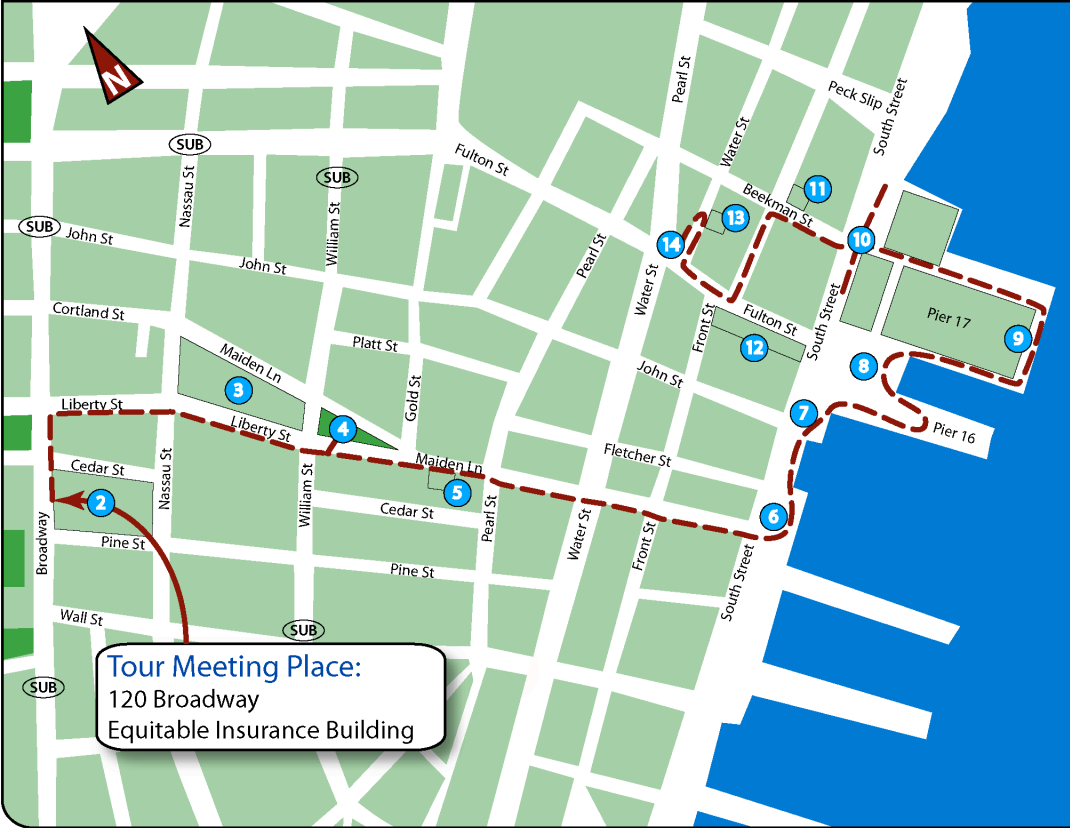 N
Pearl St
Peck Slip
South Street
Water St
SUB
Fulton St
SUB
Nassau St
11
Beekman St
13
William St
SUB
John St
10
14
Pearl St
John St
Water St
Cortland St
Pier 17
Fulton St
South Street
Front St
9
12
Platt St
Maiden Ln
8
John St
3
Gold St
Liberty St
7
Liberty St
4
Pier 16
Fletcher St
Maiden Ln
Cedar St
Nassau St
William St
5
2
Cedar St
Pearl St
6
Water St
Front St
Broadway
Pine St
Pine St
South Street
Wall St
SUB
SUB
Tour Meeting Place:
120 Broadway
Equitable Insurance Building